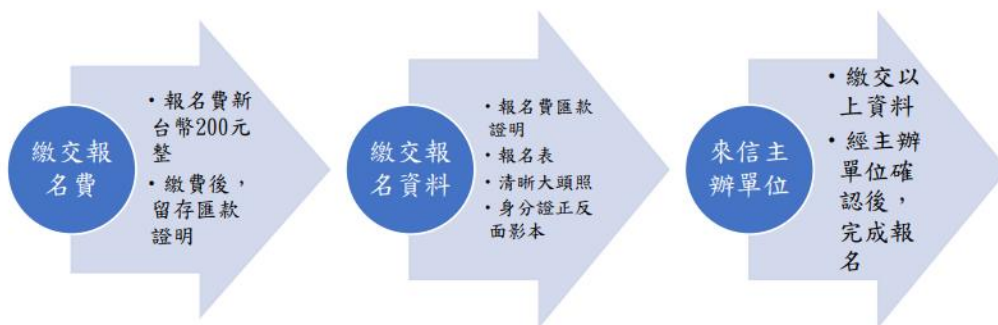 繳交報
名費
・報名費新
台幣200元
整
・繳費後，
留存匯款
證明
繳交報
名資料
・報名費匯款
證明
・報名表
・清晰大頭照
・身分證正反
面影本
來信主
辦單位
・繳交以
上資料
・經主辦
單位確
認後，
完成報
名